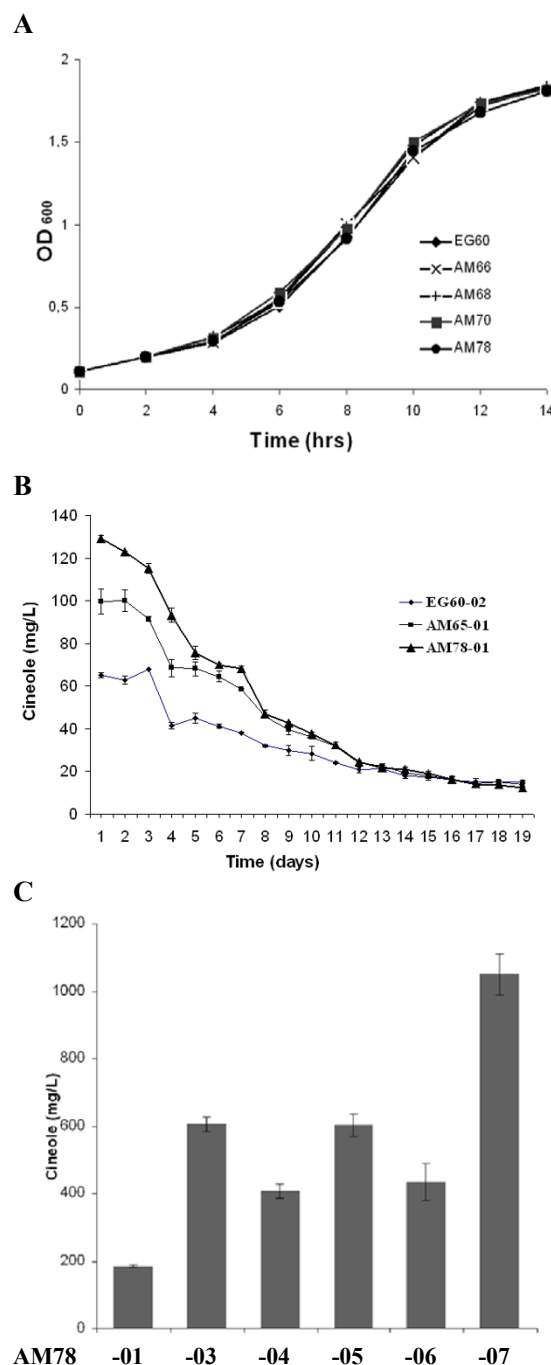 A
2
1.5
1
0.5
0
OD 600
EG60
AM66
AM68
AM70
AM78
0 2 4 6 8 10 12 14
Time (hrs)
B
140
120
100
80
60
40
20
0
Cineole (mg/L)
EG60-02
AM65-01
AM78-01
1 2 3 4 5 6 7 8 9 10 11 12 13 14 15 16 17 18 19
Time (days)
C
1200
1000
800
600
400
200
0
Cineole (mg/L)
AM78 -01 -03 -04 -05 -06 -07